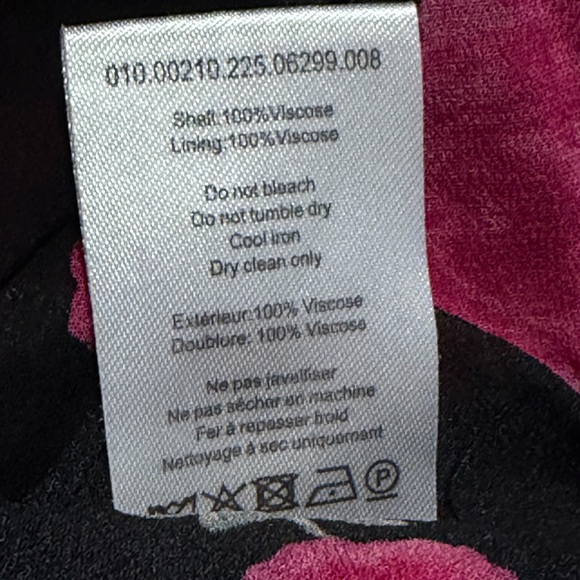 010.00210.225.06299.008
Shell:100%Viscose
Lining:100%Viscose
Do not bleach
Do not tumble dry
Cool iron
Dry clean only
Extérieur:100% Viscose
Doublure: 100% Viscose
Ne pas javelliser
Ne pas sécher en machine
Fer à repasser froid
Nettoyage à sec uniquement
P